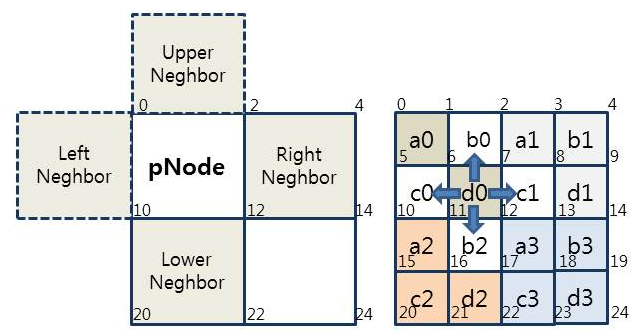 Upper
Neghbor
0 2 4
Left
Neghbor
pNode
Right
Neghbor
10 12 14
Lower
Neghbor
20 22 24
0 1 2 3 4
a0 b0 a1 b1
5 6 7 8 9
c0 d0 c1 d1
10 11 12 13 14
a2 b2 a3 b3
15 16 17 18 19
c2 d2 c3 d3
20 21 22 23 24